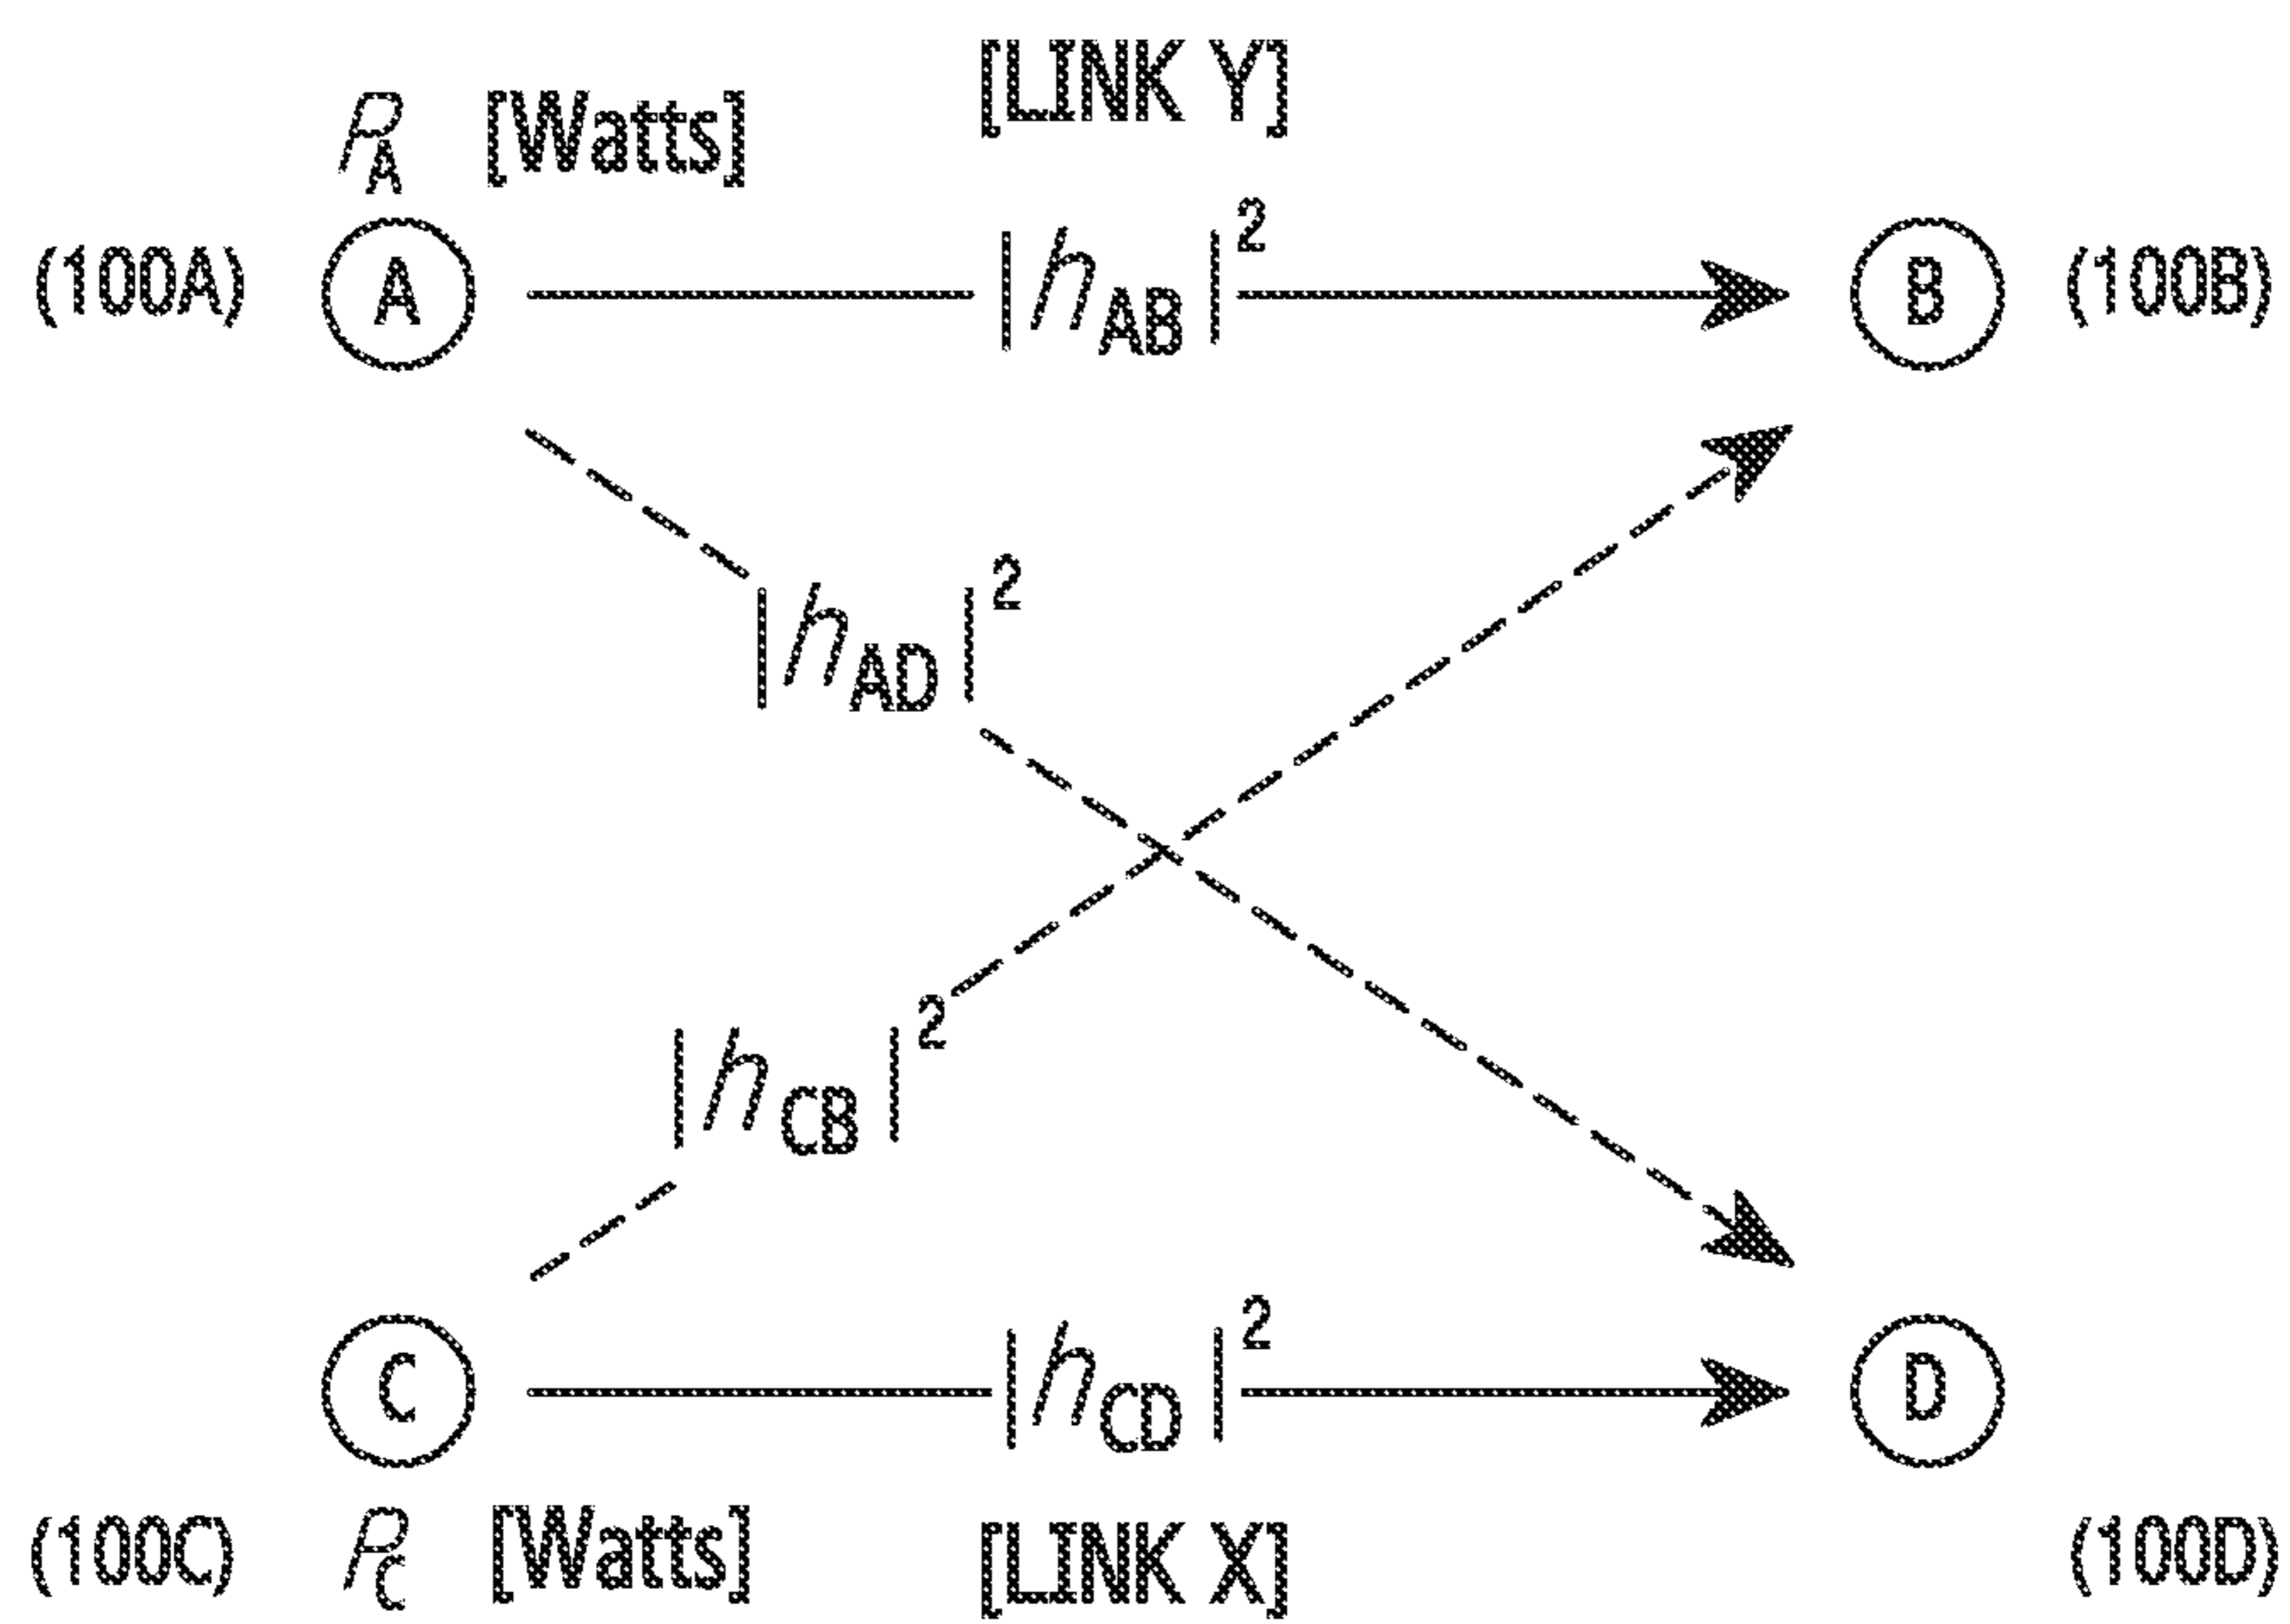 [LINK Y]
P_A [Watts]
(100A) A |h_AB|² B (100B)
|h_AD|²
|h_CB|²
C |h_CD|² D
(100C) P_C [Watts] [LINK X] (100D)